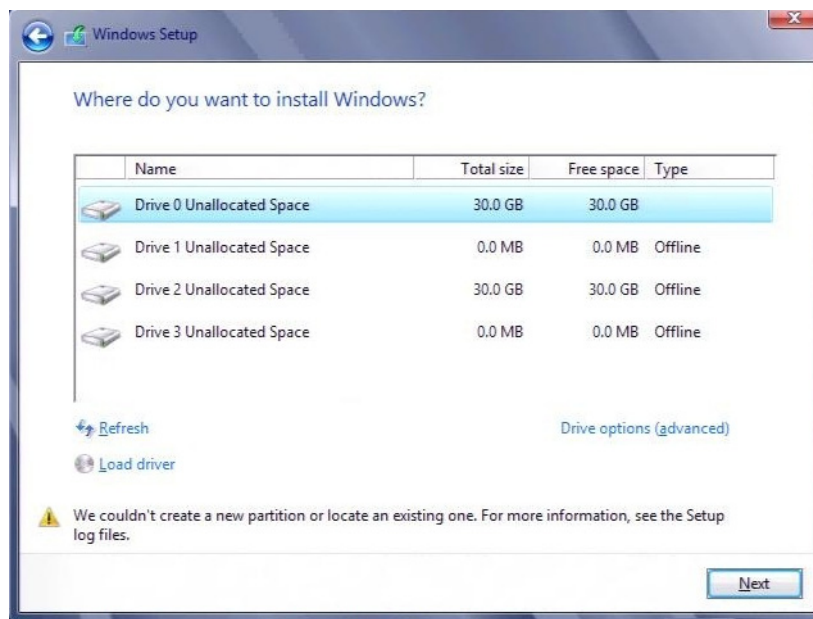 Windows Setup
Where do you want to install Windows?
Name Total size Free space Type
Drive 0 Unallocated Space 30.0 GB 30.0 GB
Drive 1 Unallocated Space 0.0 MB 0.0 MB Offline
Drive 2 Unallocated Space 30.0 GB 30.0 GB Offline
Drive 3 Unallocated Space 0.0 MB 0.0 MB Offline
Refresh Drive options (advanced)
Load driver
We couldn't create a new partition or locate an existing one. For more information, see the Setup
log files.
Next